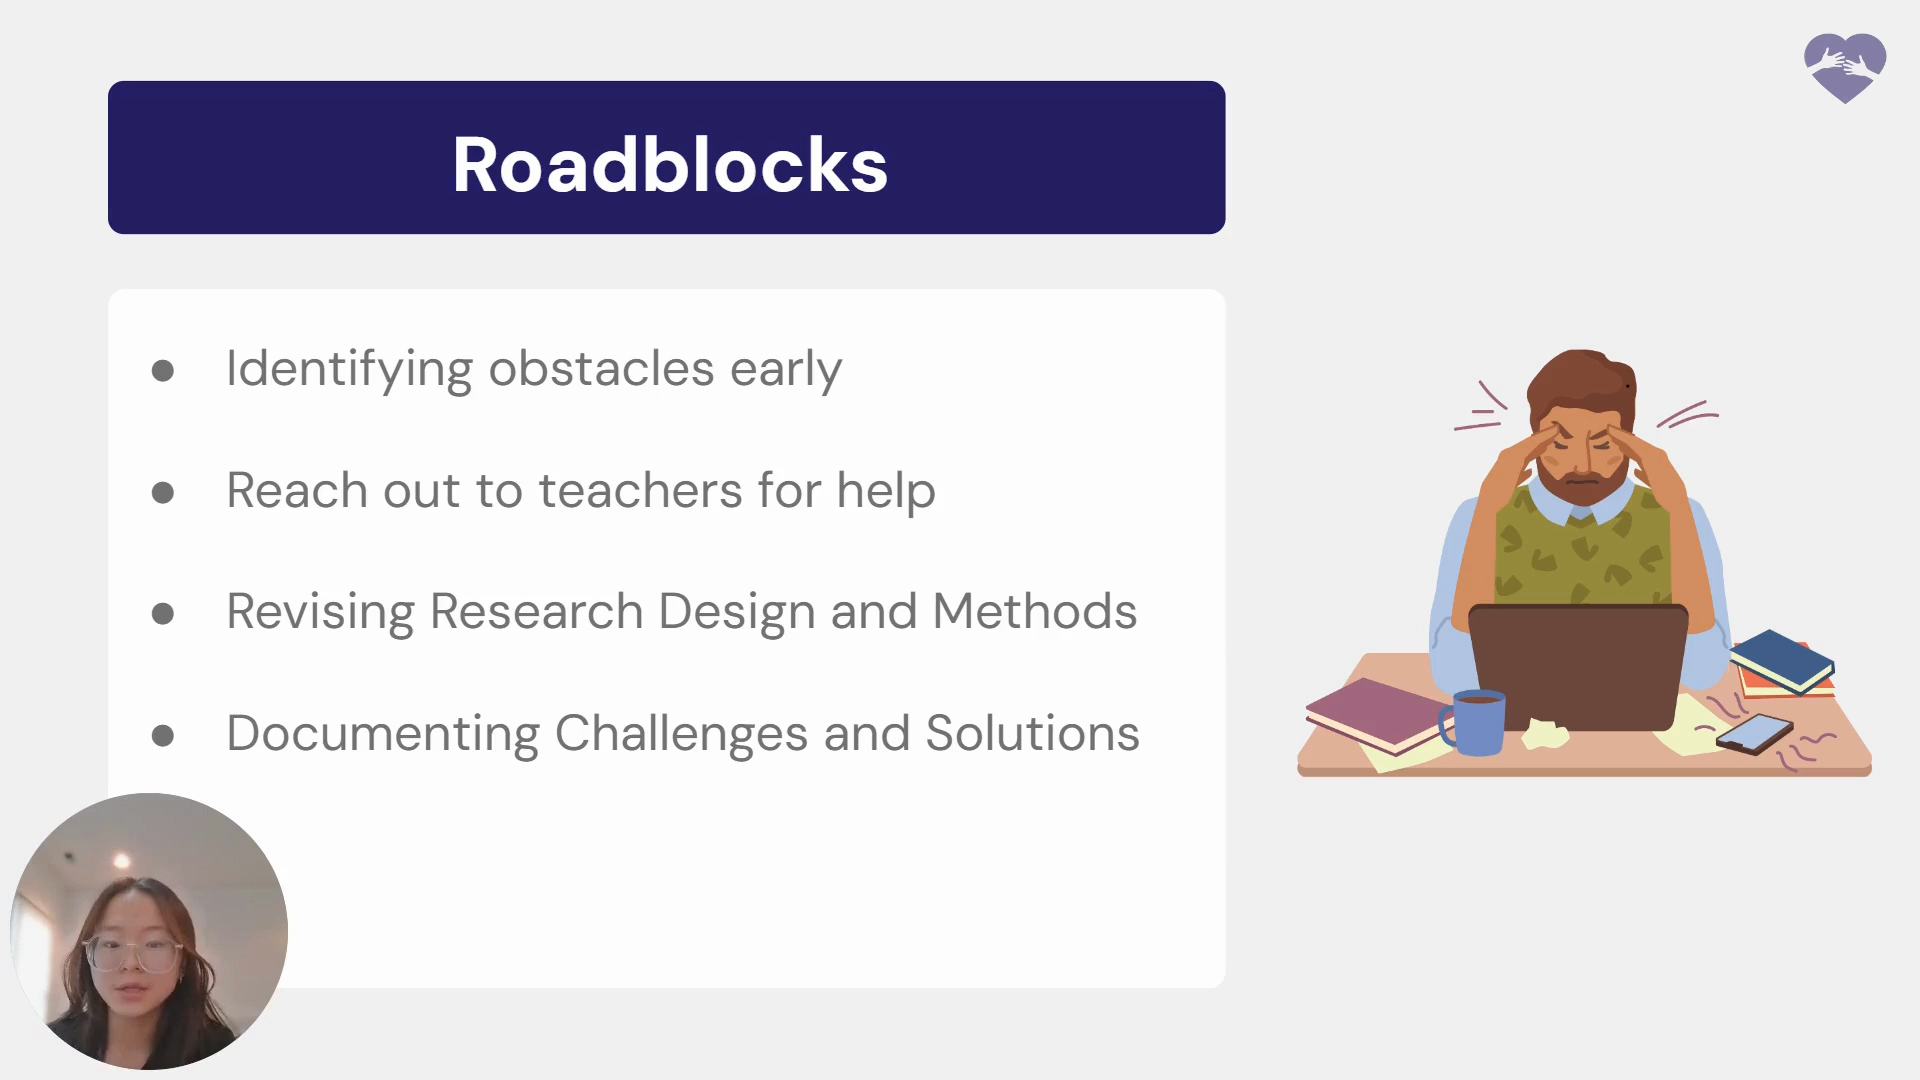 Roadblocks
● Identifying obstacles early
● Reach out to teachers for help
● Revising Research Design and Methods
● Documenting Challenges and Solutions